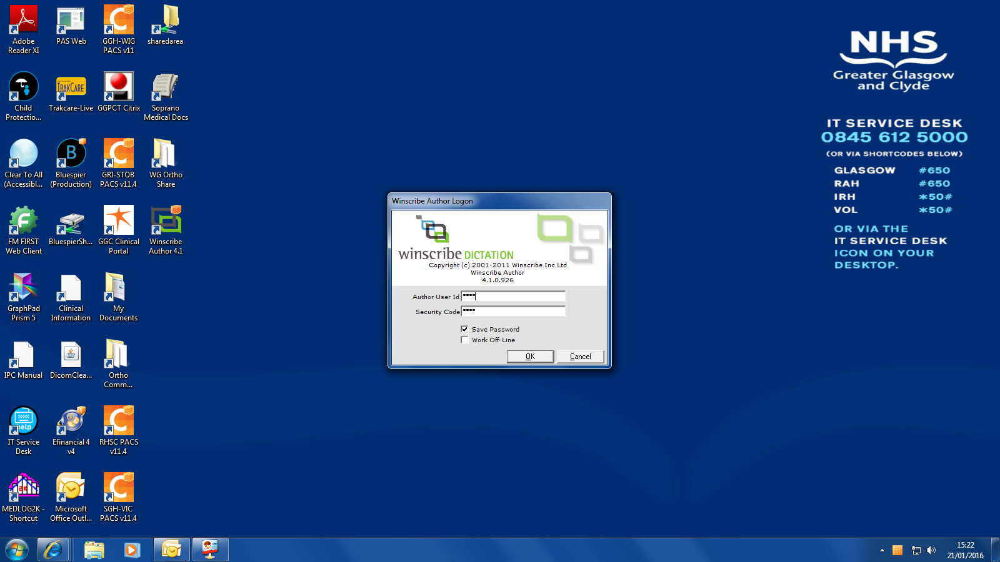 Adobe
Reader XI
PAS Web
GGH-WIG
PACS v11
sharedarea
Child
Protectio...
TRAKCARE
Trakcare-Live
GGPCT Citrix
Soprano
Medical Docs
Clear To All
(Accessibl...
B
Bluespier
(Production)
GRI-STOB
PACS v11.4
WG Ortho
Share
FM FIRST
Web Client
BluespierSh...
GGC Clinical
Portal
Winscribe
Author 4.1
GraphPad
Prism 5
Clinical
Information
My
Documents
IPC Manual
DicomClea...
Ortho
Comm...
help
IT Service
Desk
Efinancial 4
v4
RHSC PACS
v11.4
2K
MEDLOG2K -
Shortcut
Microsoft
Office Outl...
SGH-VIC
PACS v11.4
Winscribe Author Logon
winscribe DICTATION
Copyright (c) 2001-2011 Winscribe Inc Ltd
Winscribe Author
4.1.0.926
Author User Id ****
Security Code ****
Save Password
Work Off-Line
OK Cancel
NHS
Greater Glasgow
and Clyde
IT SERVICE DESK
0845 612 5000
(OR VIA SHORTCODES BELOW)
GLASGOW #650
RAH #650
IRH *50#
VOL *50#
OR VIA THE
IT SERVICE DESK
ICON ON YOUR
DESKTOP.
15:22
21/01/2016